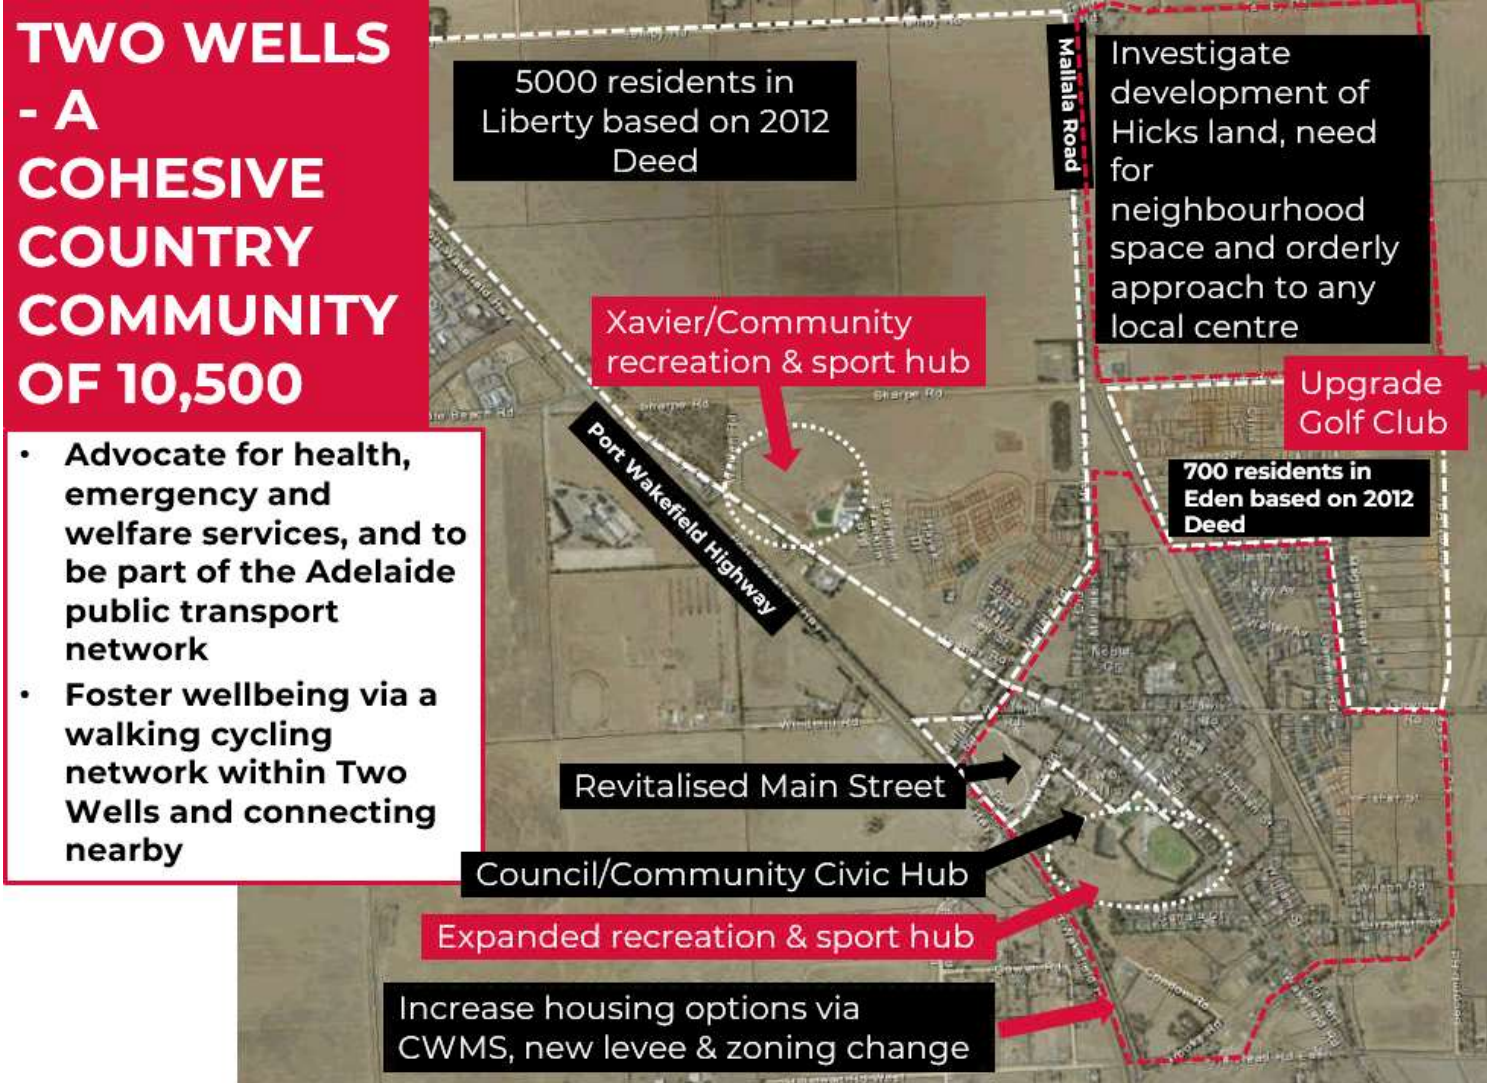 TWO WELLS
- A
COHESIVE
COUNTRY
COMMUNITY
OF 10,500
• Advocate for health,
emergency and
welfare services, and to
be part of the Adelaide
public transport
network
• Foster wellbeing via a
walking cycling
network within Two
Wells and connecting
nearby
5000 residents in
Liberty based on 2012
Deed
Mallala Road
Investigate
development of
Hicks land, need
for
neighbourhood
space and orderly
approach to any
local centre
Xavier/Community
recreation & sport hub
Upgrade
Golf Club
Sharpe Rd
Sharpe Rd
Port Wakefield Highway
700 residents in
Eden based on 2012
Deed
Revitalised Main Street
Council/Community Civic Hub
Expanded recreation & sport hub
Increase housing options via
CWMS, new levee & zoning change